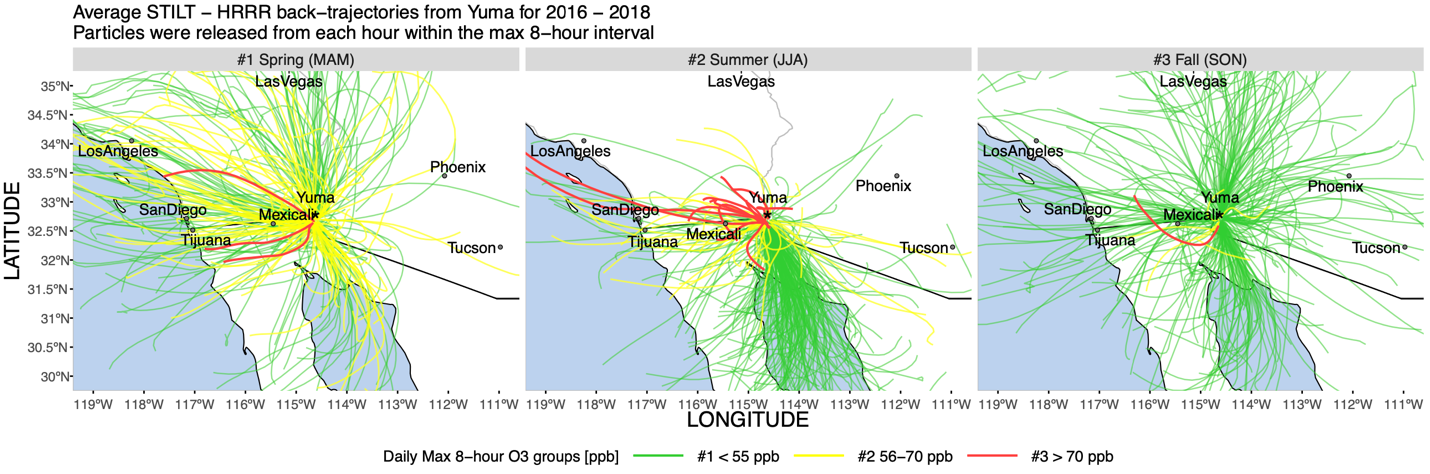 Average STILT − HRRR back−trajectories from Yuma for 2016 − 2018
Particles were released from each hour within the max 8−hour interval
#1 Spring (MAM)
#2 Summer (JJA)
#3 Fall (SON)
LATITUDE
35°N
34.5°N
34°N
33.5°N
33°N
32.5°N
32°N
31.5°N
31°N
30.5°N
30°N
LasVegas
LosAngeles
Phoenix
Yuma
SanDiego
Mexicali
Tijuana
Tucson
LasVegas
LosAngeles
Phoenix
Yuma
SanDiego
Mexicali
Tijuana
Tucson
LasVegas
LosAngeles
Phoenix
Yuma
SanDiego
Mexicali
Tijuana
Tucson
119°W 118°W 117°W 116°W 115°W 114°W 113°W 112°W 111°W
119°W 118°W 117°W 116°W 115°W 114°W 113°W 112°W 111°W
119°W 118°W 117°W 116°W 115°W 114°W 113°W 112°W 111°W
LONGITUDE
Daily Max 8−hour O3 groups [ppb] #1 < 55 ppb #2 56−70 ppb #3 > 70 ppb